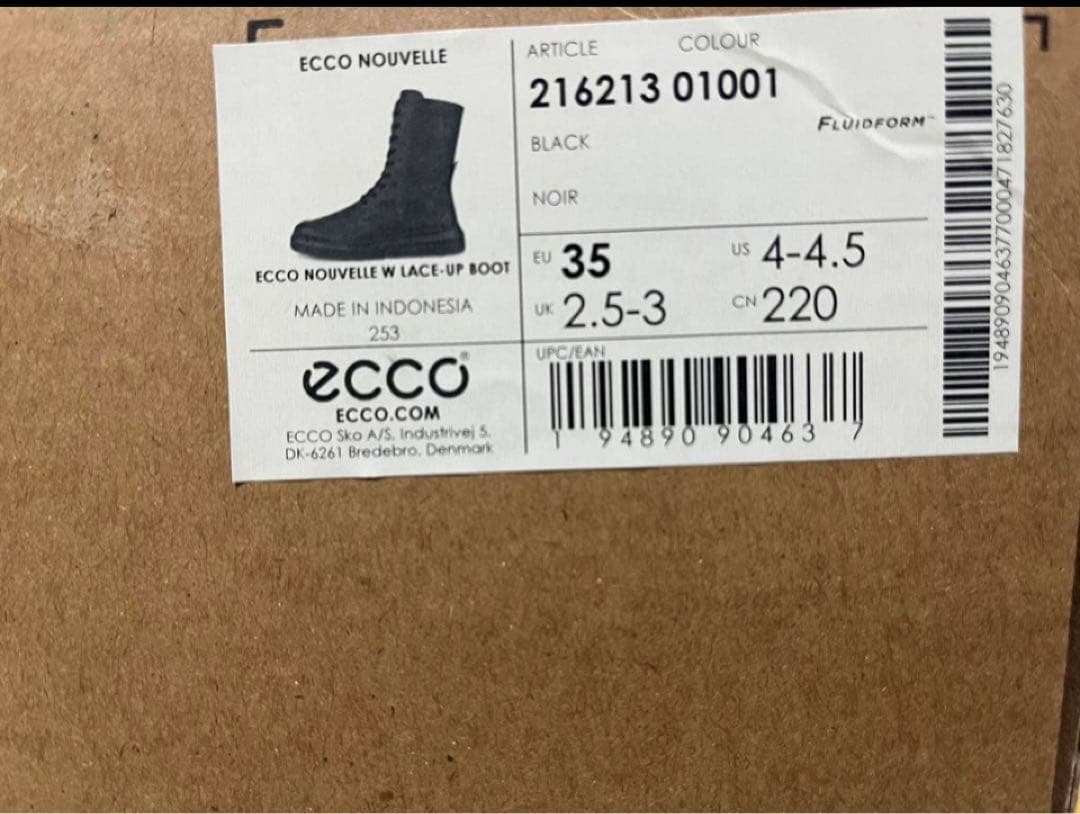 ECCO NOUVELLE
ECCO NOUVELLE W LACE-UP BOOT
MADE IN INDONESIA
253
ecco®
ECCO.COM
ECCO Sko A/S, Industrivej 5.
DK-6261 Bredebro, Denmark
ARTICLE COLOUR
216213 01001
FLUIDFORM™
BLACK
NOIR
EU 35 US 4-4.5
UK 2.5-3 CN 220
UPC/EAN
1 94890 90463 7
1948909046377000471827630